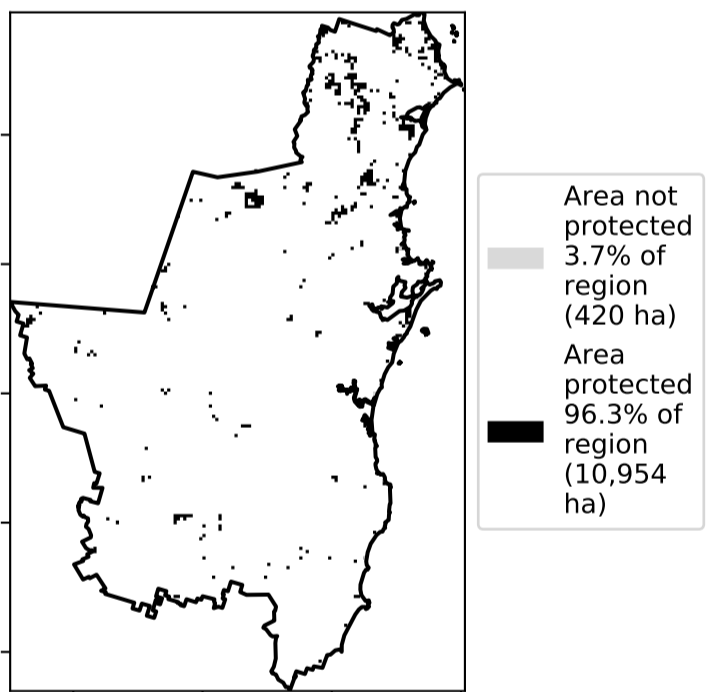 Area not
protected
3.7% of
region
(420 ha)
Area
protected
96.3% of
region
(10,954
ha)